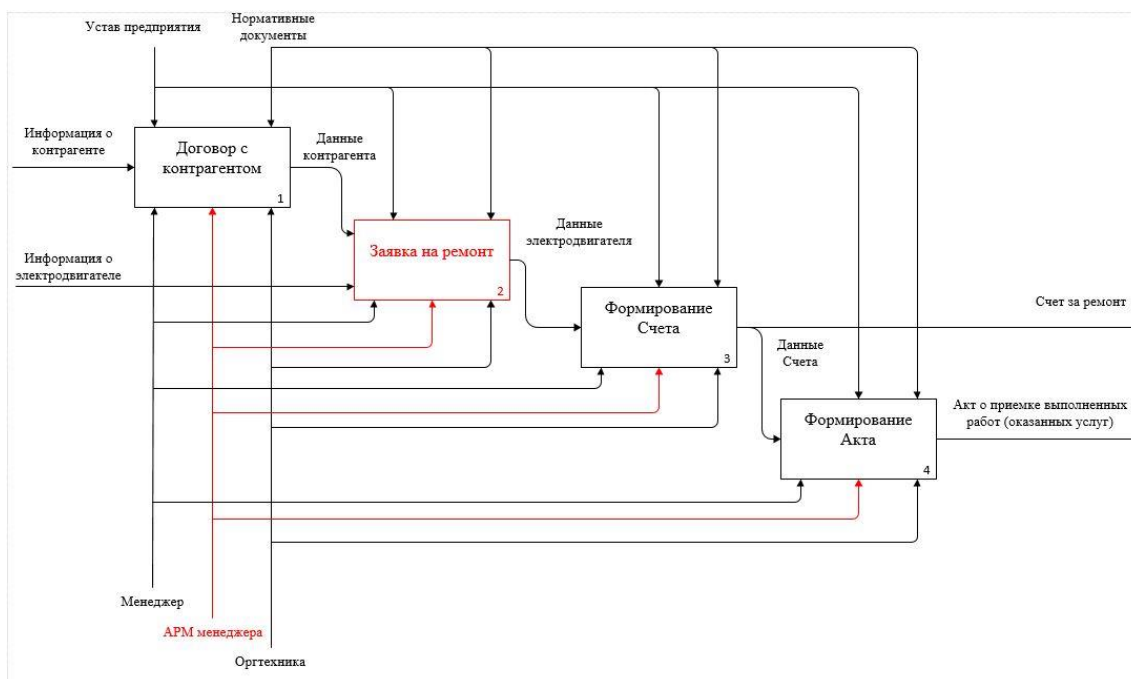 Устав предприятия
Нормативные
документы
Информация о
контрагенте
Договор с
контрагентом
1
Данные
контрагента
Информация о
электродвигателе
Заявка на ремонт
2
Данные
электродвигателя
Формирование
Счета
3
Счет за ремонт
Данные
Счета
Формирование
Акта
4
Акт о приемке выполненных
работ (оказанных услуг)
Менеджер
АРМ менеджера
Оргтехника